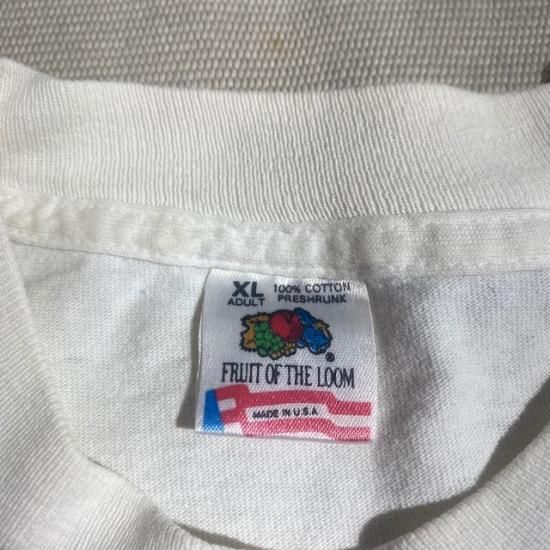 XL 100% COTTON
ADULT PRESHRUNK
®
FRUIT OF THE LOOM
MADE IN U.S.A